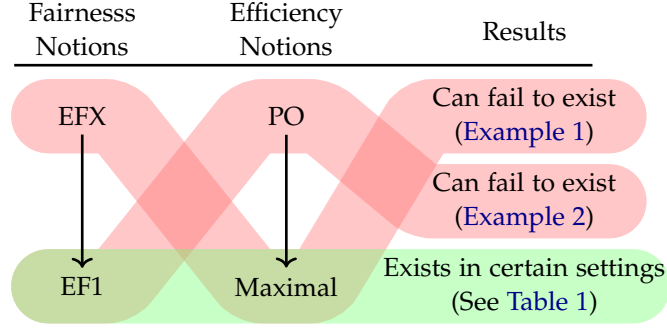 Fairnesss Notions
Efficiency Notions
Results
EFX
PO
Can fail to exist
(Example 1)
Can fail to exist
(Example 2)
EF1
Maximal
Exists in certain settings
(See Table 1)